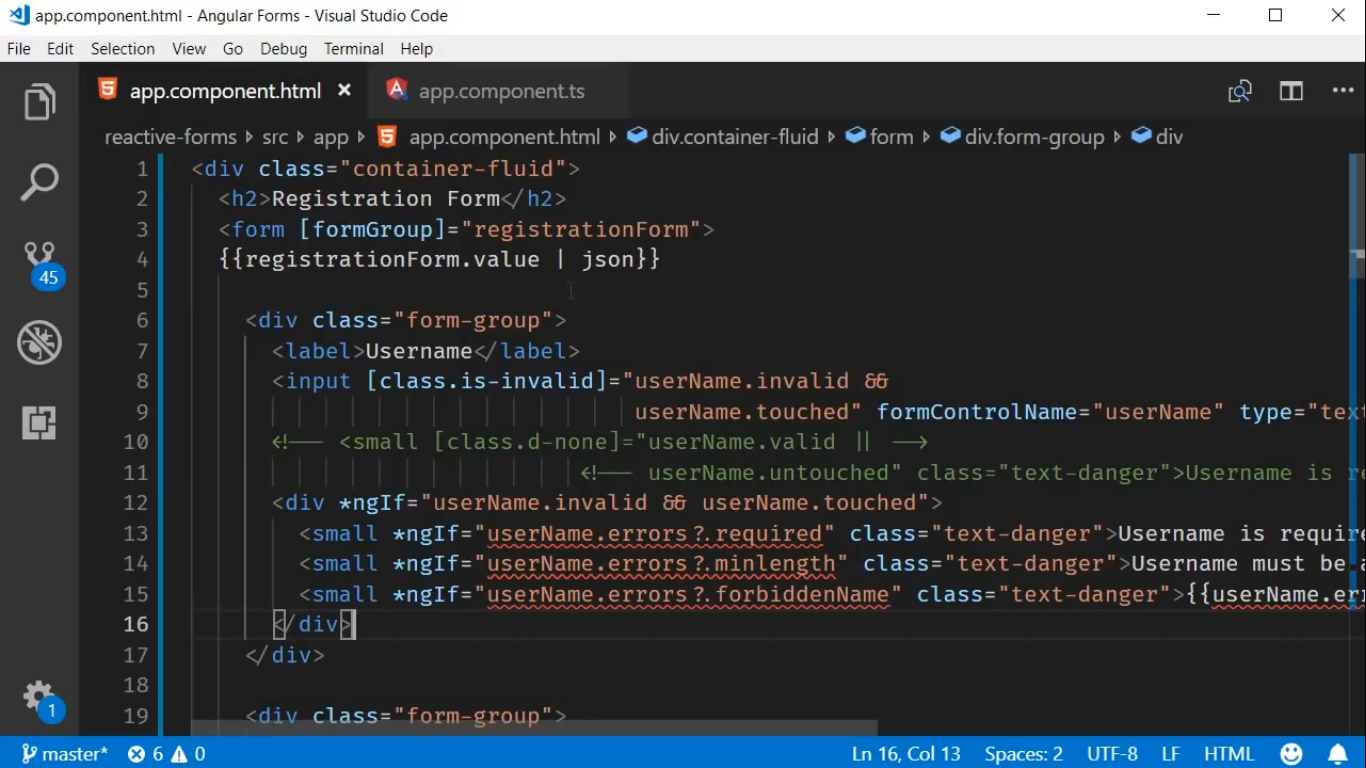 app.component.html - Angular Forms - Visual Studio Code
File Edit Selection View Go Debug Terminal Help
app.component.html × app.component.ts
reactive-forms › src › app › app.component.html › div.container-fluid › form › div.form-group › div
1 <div class="container-fluid">
2 <h2>Registration Form</h2>
3 <form [formGroup]="registrationForm">
4 {{registrationForm.value | json}}
5
6 <div class="form-group">
7 <label>Username</label>
8 <input [class.is-invalid]="userName.invalid &&
9 userName.touched" formControlName="userName" type="tex
10 <!-- <small [class.d-none]="userName.valid || -->
11 <!-- userName.untouched" class="text-danger">Username is re
12 <div *ngIf="userName.invalid && userName.touched">
13 <small *ngIf="userName.errors?.required" class="text-danger">Username is require
14 <small *ngIf="userName.errors?.minlength" class="text-danger">Username must be a
15 <small *ngIf="userName.errors?.forbiddenName" class="text-danger">{{userName.err
16 </div>
17 </div>
18
19 <div class="form-group">
45
1
master* 6 0 Ln 16, Col 13 Spaces: 2 UTF-8 LF HTML